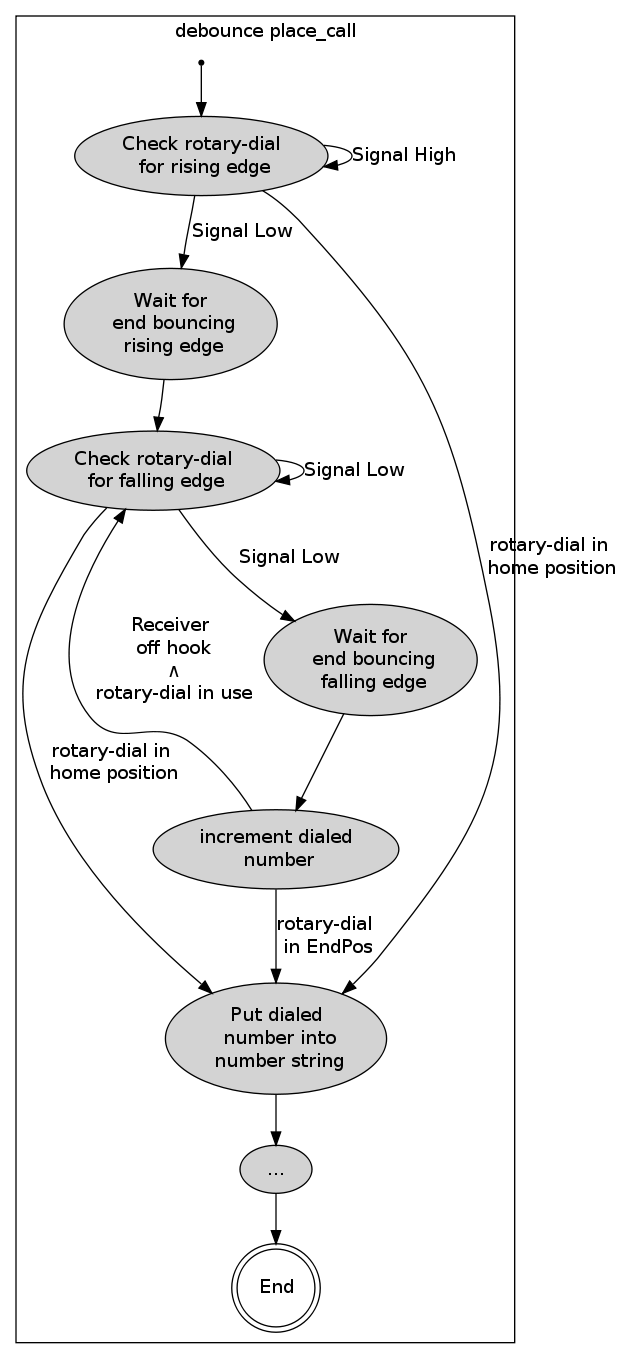 debounce place_call
Check rotary-dial
for rising edge
Signal High
Signal Low
Wait for
end bouncing
rising edge
Check rotary-dial
for falling edge
Signal Low
rotary-dial in
home position
Signal Low
Receiver
off hook
∧
rotary-dial in use
Wait for
end bouncing
falling edge
rotary-dial in
home position
increment dialed
number
rotary-dial
in EndPos
Put dialed
number into
number string
...
End